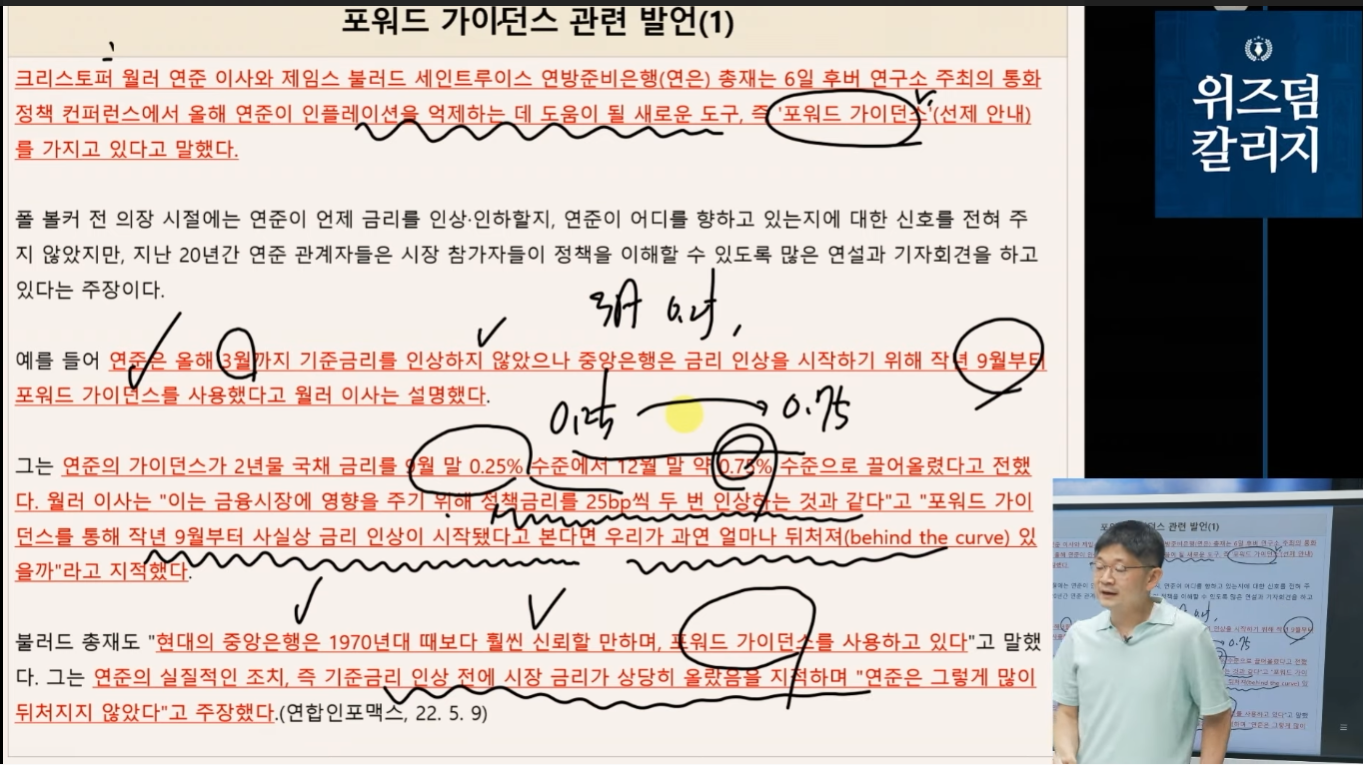 포워드 가이던스 관련 발언(1)
크리스토퍼 월러 연준 이사와 제임스 불러드 세인트루이스 연방준비은행(연은) 총재는 6일 후버 연구소 주최의 통화
정책 컨퍼런스에서 올해 연준이 인플레이션을 억제하는 데 도움이 될 새로운 도구, 즉 '포워드 가이던스'(선제 안내)
를 가지고 있다고 말했다.
폴 볼커 전 의장 시절에는 연준이 언제 금리를 인상·인하할지, 연준이 어디를 향하고 있는지에 대한 신호를 전혀 주
지 않았지만, 지난 20년간 연준 관계자들은 시장 참가자들이 정책을 이해할 수 있도록 많은 연설과 기자회견을 하고
있다는 주장이다.
예를 들어 연준은 올해 3월까지 기준금리를 인상하지 않았으나 중앙은행은 금리 인상을 시작하기 위해 작년 9월부터
포워드 가이던스를 사용했다고 월러 이사는 설명했다.
0.25 0.75
그는 연준의 가이던스가 2년물 국채 금리를 9월 말 0.25% 수준에서 12월 말 약 0.75% 수준으로 끌어올렸다고 전했
다. 월러 이사는 "이는 금융시장에 영향을 주기 위해 정책금리를 25bp씩 두 번 인상하는 것과 같다"고 "포워드 가이
던스를 통해 작년 9월부터 사실상 금리 인상이 시작됐다고 본다면 우리가 과연 얼마나 뒤처져(behind the curve) 있
을까"라고 지적했다.
불러드 총재도 "현대의 중앙은행은 1970년대 때보다 훨씬 신뢰할 만하며, 포워드 가이던스를 사용하고 있다"고 말했
다. 그는 연준의 실질적인 조치, 즉 기준금리 인상 전에 시장 금리가 상당히 올랐음을 지적하며 "연준은 그렇게 많이
뒤처지지 않았다"고 주장했다.(연합인포맥스, 22. 5. 9)
위즈덤
칼리지